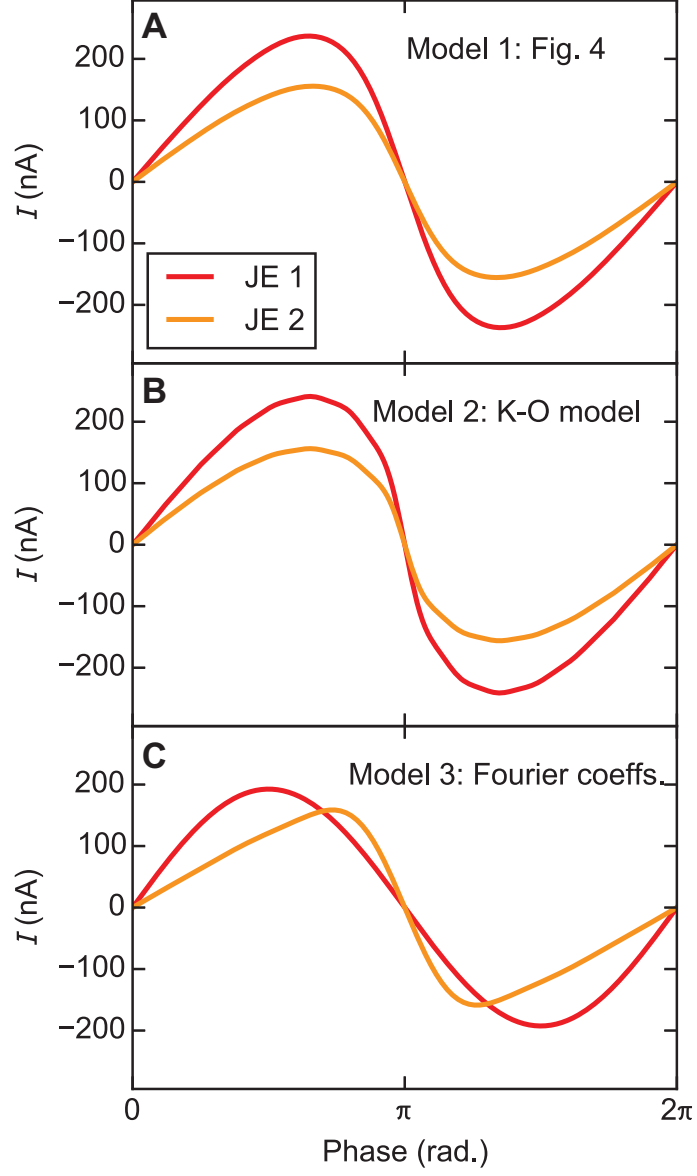 A
Model 1: Fig. 4
200
100
0
−100
−200
I (nA)
JE 1
JE 2
B
Model 2: K-O model
200
100
0
−100
−200
I (nA)
C
Model 3: Fourier coeffs.
200
100
0
−100
−200
I (nA)
0
π
2π
Phase (rad.)